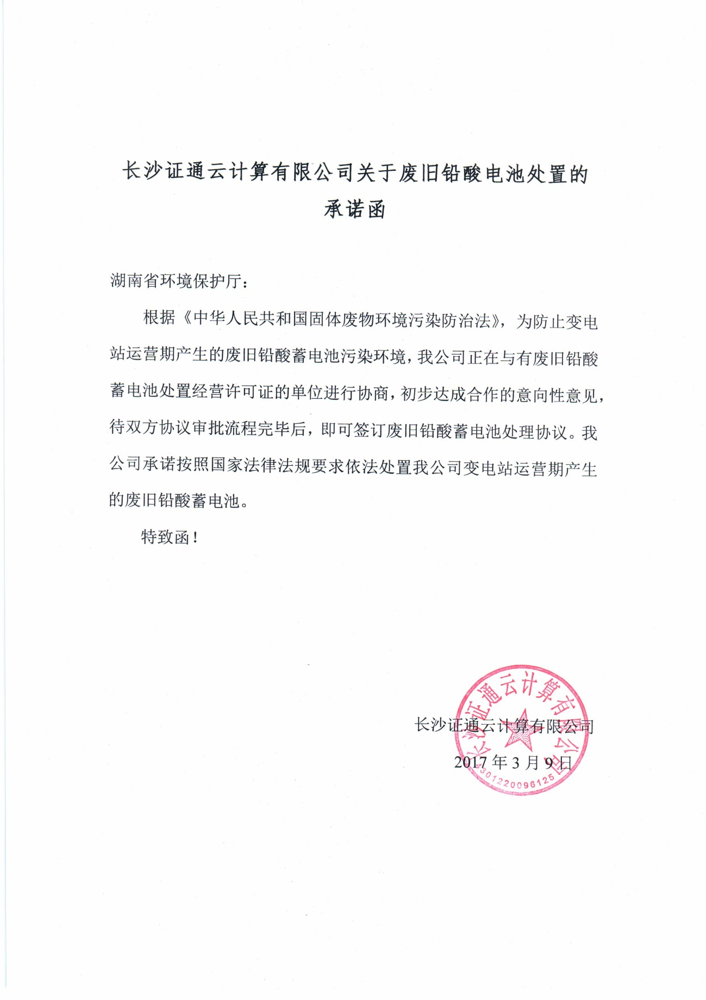 长沙证通云计算有限公司关于废旧铅酸电池处置的
承诺函
湖南省环境保护厅：
根据《中华人民共和国固体废物环境污染防治法》，为防止变电
站运营期产生的废旧铅酸蓄电池污染环境，我公司正在与有废旧铅酸
蓄电池处置经营许可证的单位进行协商，初步达成合作的意向性意见，
待双方协议审批流程完毕后，即可签订废旧铅酸蓄电池处理协议。我
公司承诺按照国家法律法规要求依法处置我公司变电站运营期产生
的废旧铅酸蓄电池。
特致函！
长沙证通云计算有限公司
2017 年 3 月 9 日
长沙证通云计算有限公司
4301220096125